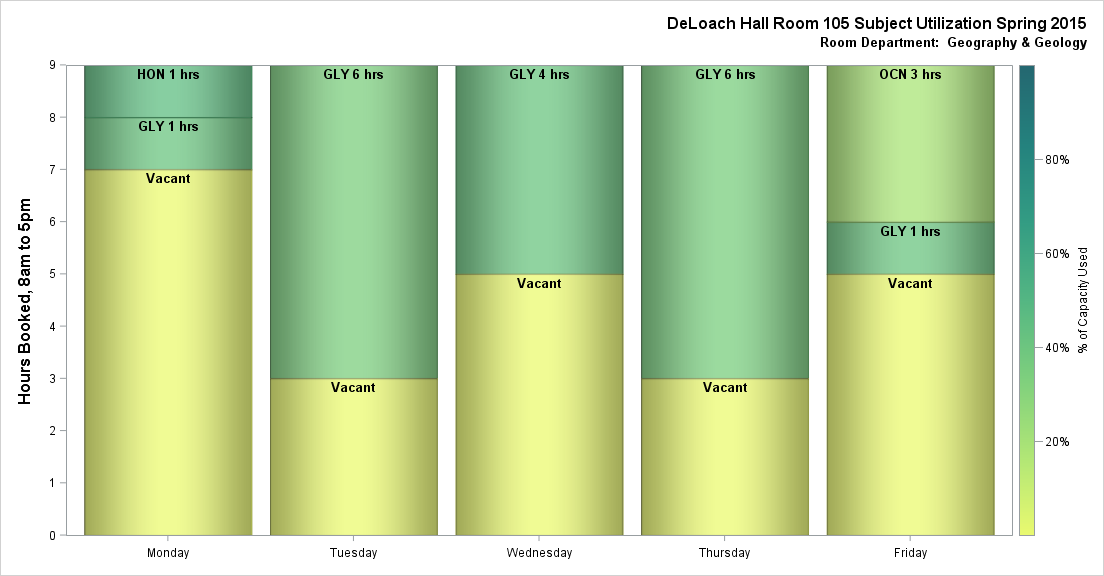 DeLoach Hall Room 105 Subject Utilization Spring 2015
Room Department: Geography & Geology
Hours Booked, 8am to 5pm
9
8
7
6
5
4
3
2
1
0
HON 1 hrs
GLY 1 hrs
Vacant
GLY 6 hrs
Vacant
GLY 4 hrs
Vacant
GLY 6 hrs
Vacant
OCN 3 hrs
GLY 1 hrs
Vacant
Monday
Tuesday
Wednesday
Thursday
Friday
80%
60%
40%
20%
% of Capacity Used